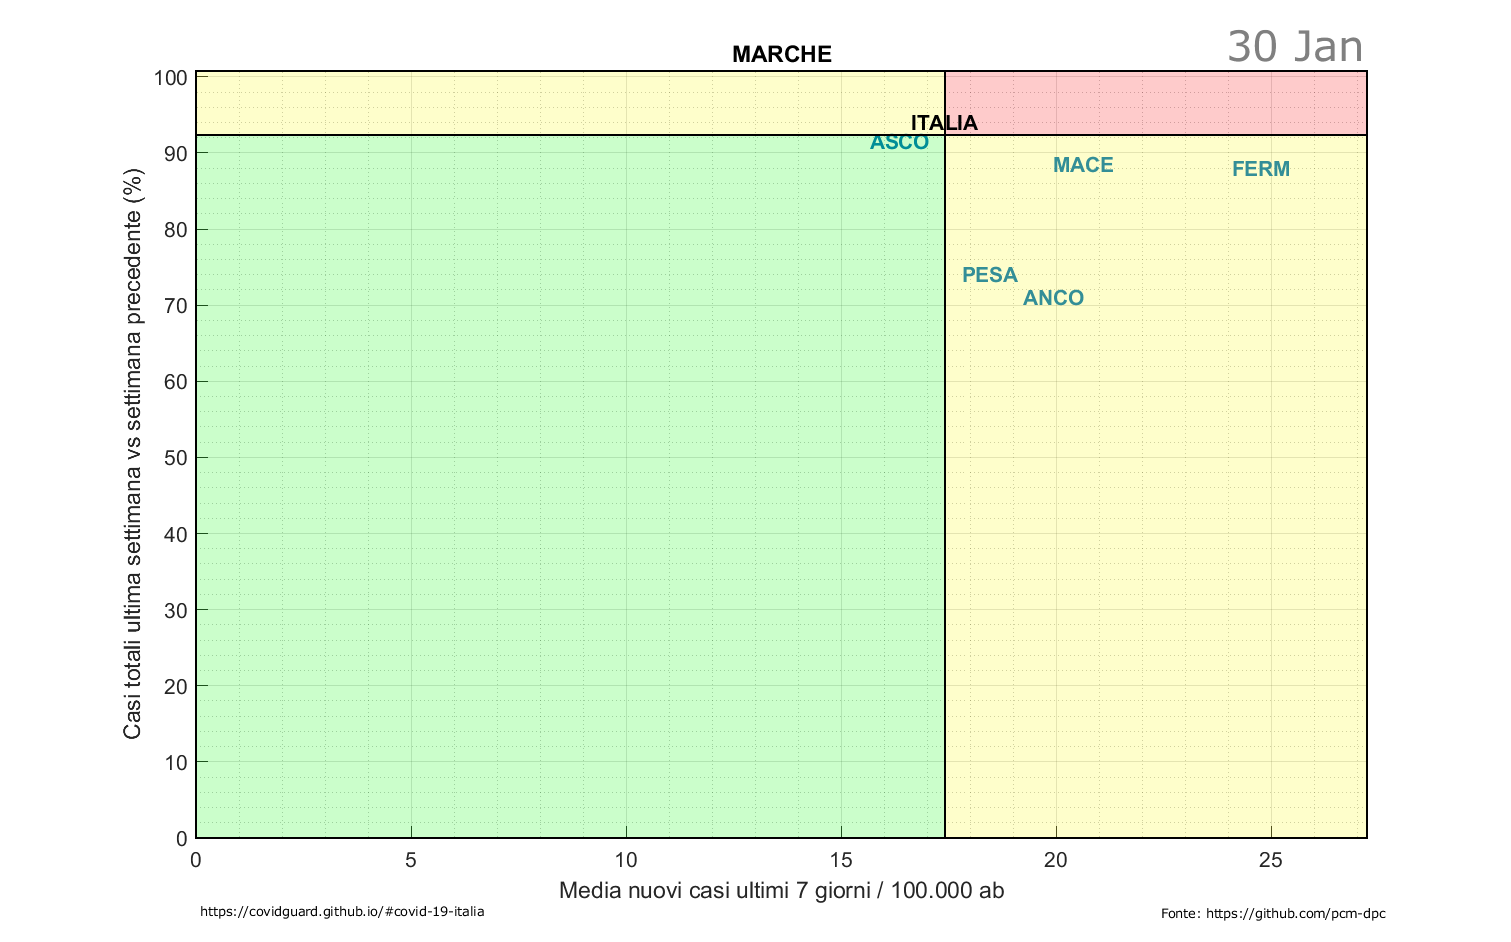 30 Jan
MARCHE
100
90
80
70
60
50
40
30
20
10
0
Casi totali ultima settimana vs settimana precedente (%)
ITALIA
ASCO
MACE
FERM
PESA
ANCO
0 5 10 15 20 25
Media nuovi casi ultimi 7 giorni / 100.000 ab
https://covidguard.github.io/#covid-19-italia
Fonte: https://github.com/pcm-dpc